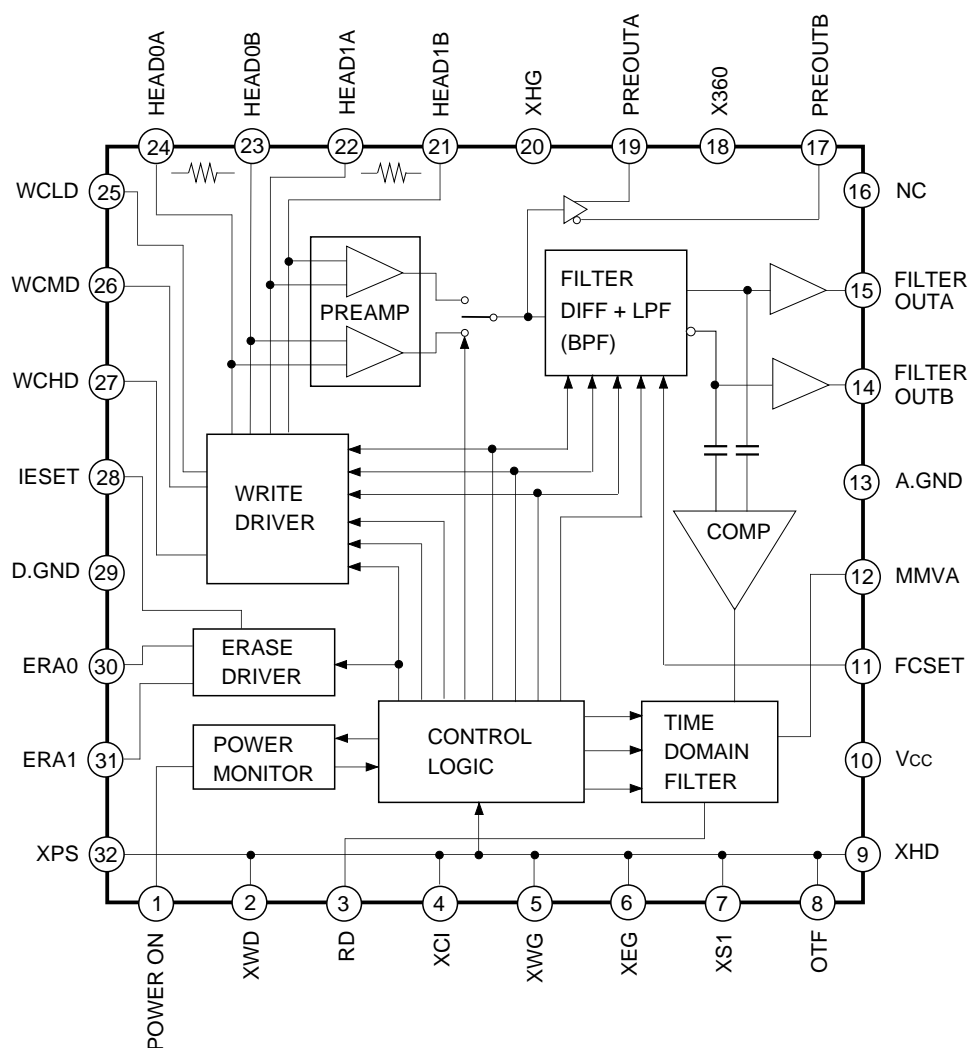 HEAD0A
HEAD0B
HEAD1A
HEAD1B
XHG
PREOUTA
X360
PREOUTB
24
23
22
21
20
19
18
17
WCLD 25
16 NC
WCMD 26
PREAMP
FILTER
DIFF + LPF
(BPF)
15 FILTER
OUTA
WCHD 27
14 FILTER
OUTB
IESET 28
WRITE
DRIVER
13 A.GND
COMP
D.GND 29
12 MMVA
ERA0 30
ERASE
DRIVER
11 FCSET
ERA1 31
POWER
MONITOR
CONTROL
LOGIC
TIME
DOMAIN
FILTER
10 VCC
XPS 32
9 XHD
1
2
3
4
5
6
7
8
POWER ON
XWD
RD
XCI
XWG
XEG
XS1
OTF